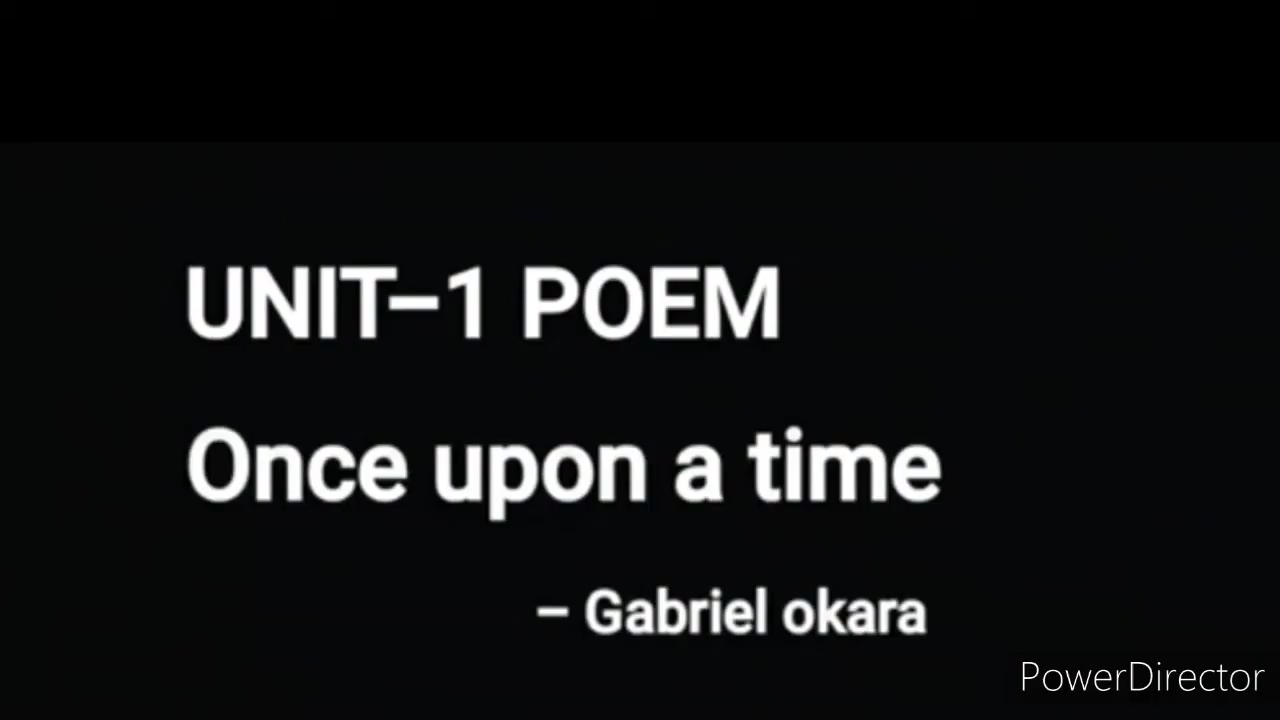 UNIT–1 POEM
Once upon a time
– Gabriel okara
PowerDirector